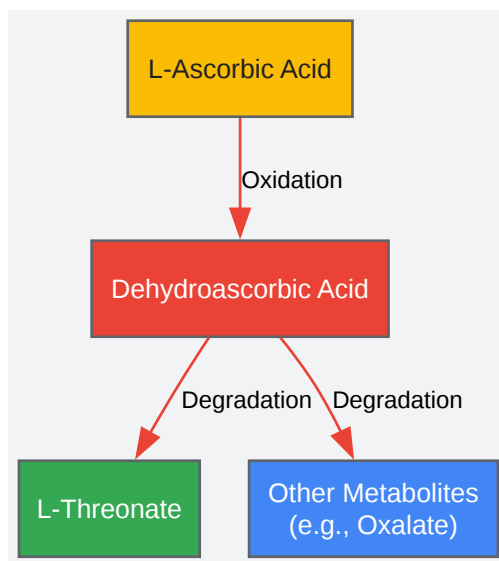 L-Ascorbic Acid
Oxidation
Dehydroascorbic Acid
Degradation
Degradation
L-Threonate
Other Metabolites
(e.g., Oxalate)